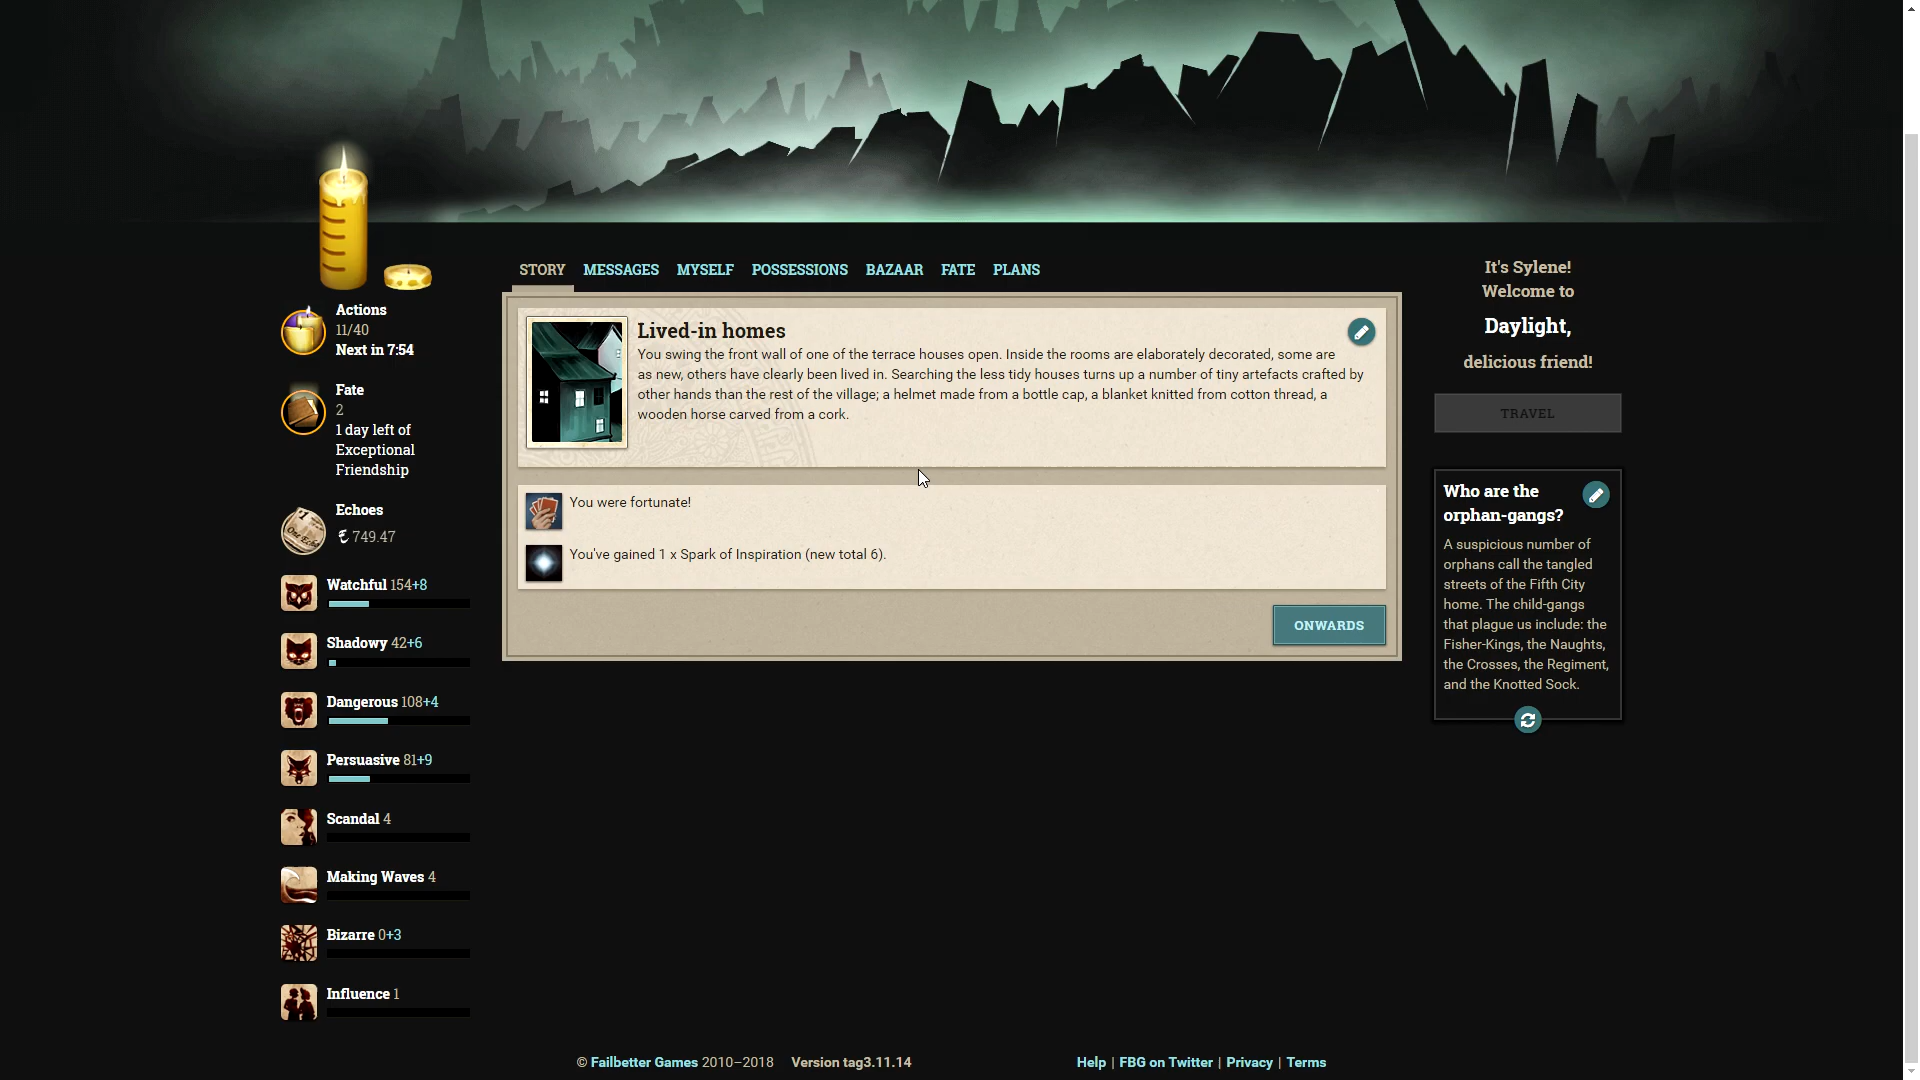 STORY MESSAGES MYSELF POSSESSIONS BAZAAR FATE PLANS
Actions
11/40
Next in 7:54
Fate
2
1 day left of
Exceptional
Friendship
Echoes
749.47
Watchful 154+8
Shadowy 42+6
Dangerous 108+4
Persuasive 81+9
Scandal 4
Making Waves 4
Bizarre 0+3
Influence 1
Lived-in homes
You swing the front wall of one of the terrace houses open. Inside the rooms are elaborately decorated, some are
as new, others have clearly been lived in. Searching the less tidy houses turns up a number of tiny artefacts crafted by
other hands than the rest of the village; a helmet made from a bottle cap, a blanket knitted from cotton thread, a
wooden horse carved from a cork.
You were fortunate!
You've gained 1 x Spark of Inspiration (new total 6).
ONWARDS
It's Sylene!
Welcome to
Daylight,
delicious friend!
TRAVEL
Who are the
orphan-gangs?
A suspicious number of
orphans call the tangled
streets of the Fifth City
home. The child-gangs
that plague us include: the
Fisher-Kings, the Naughts,
the Crosses, the Regiment,
and the Knotted Sock.
© Failbetter Games 2010–2018 Version tag3.11.14
Help | FBG on Twitter | Privacy | Terms